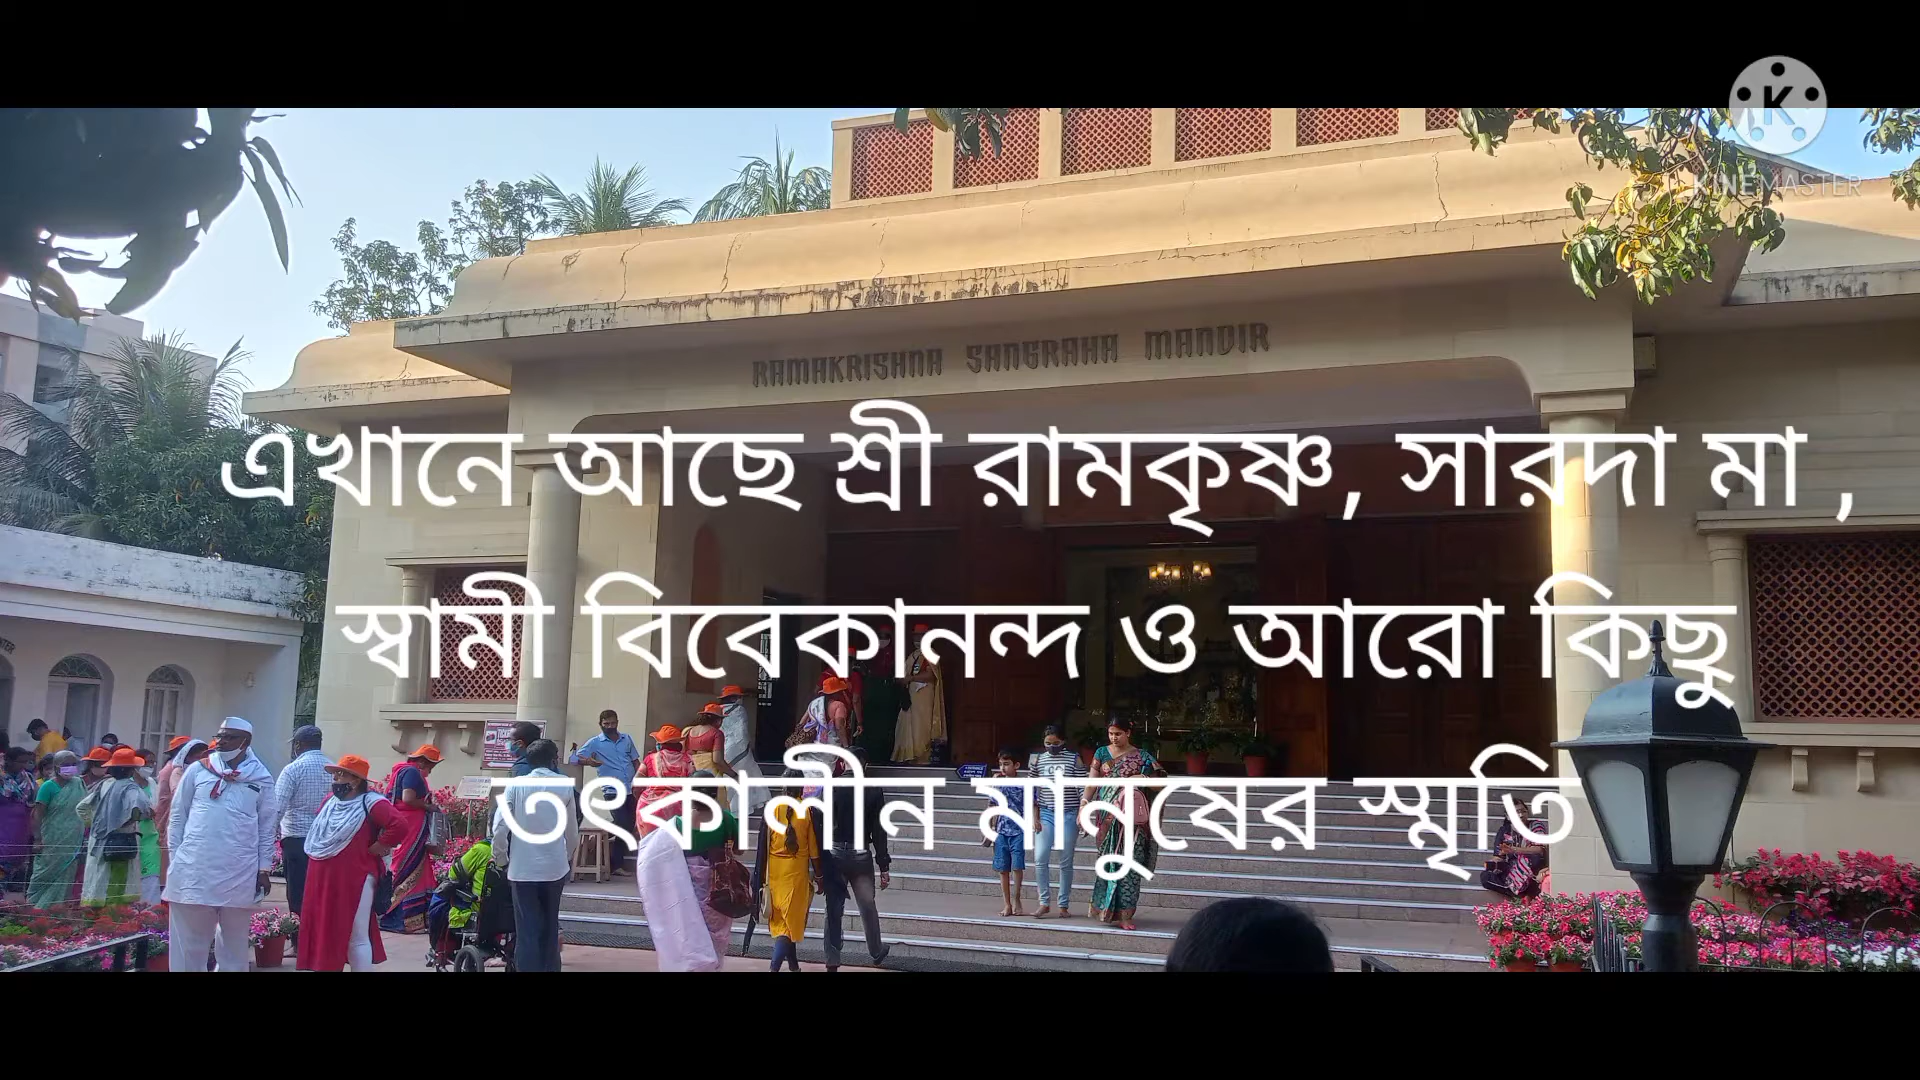 KINEMASTER
RAMAKRISHNA SANGRAHA MANDIR
এখানে আছে শ্রী রামকৃষ্ণ, সারদা মা ,
স্বামী বিবেকানন্দ ও আরো কিছু
তৎকালীন মানুষের স্মৃতি